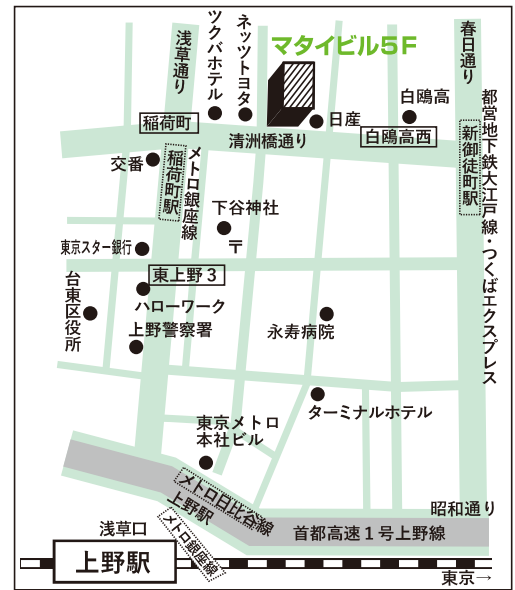 マタイビル5F
浅草通り
ツクバホテル
ネッツトヨタ
春日通り
白鴎高
日産
稲荷町
清洲橋通り
白鴎高西
都営地下鉄大江戸線・つくばエクスプレス
新御徒町駅
交番
稲荷町駅
メトロ銀座線
下谷神社
〒
東京スター銀行
東上野3
ハローワーク
上野警察署
台東区役所
永寿病院
ターミナルホテル
東京メトロ
本社ビル
メトロ日比谷線
上野駅
昭和通り
首都高速1号上野線
浅草口
メトロ銀座線
上野駅
東京→